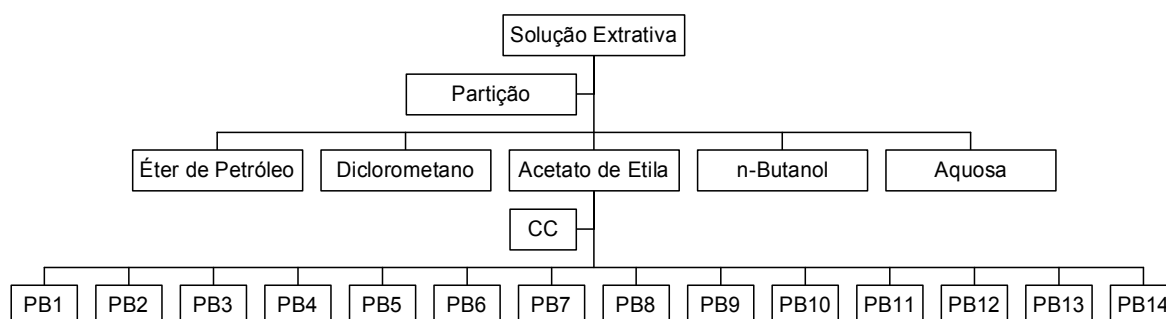 Solução Extrativa
Partição
Éter de Petróleo
Diclorometano
Acetato de Etila
n-Butanol
Aquosa
CC
PB1
PB2
PB3
PB4
PB5
PB6
PB7
PB8
PB9
PB10
PB11
PB12
PB13
PB14